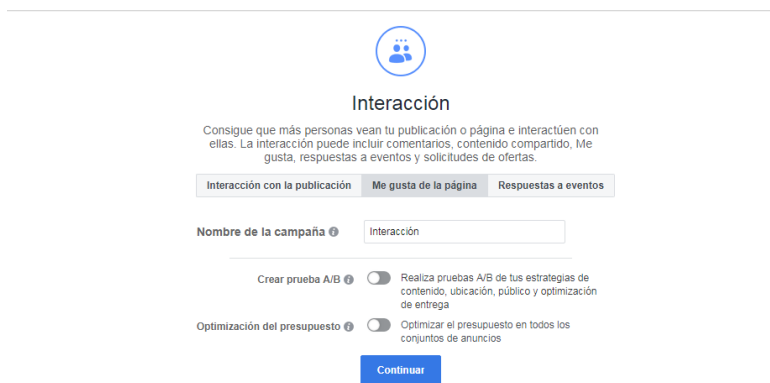 Interacción
Consigue que más personas vean tu publicación o página e interactúen con
ellas. La interacción puede incluir comentarios, contenido compartido, Me
gusta, respuestas a eventos y solicitudes de ofertas.
Interacción con la publicación Me gusta de la página Respuestas a eventos
Nombre de la campaña Interacción
Crear prueba A/B Realiza pruebas A/B de tus estrategias de
contenido, ubicación, público y optimización
de entrega
Optimización del presupuesto Optimizar el presupuesto en todos los
conjuntos de anuncios
Continuar